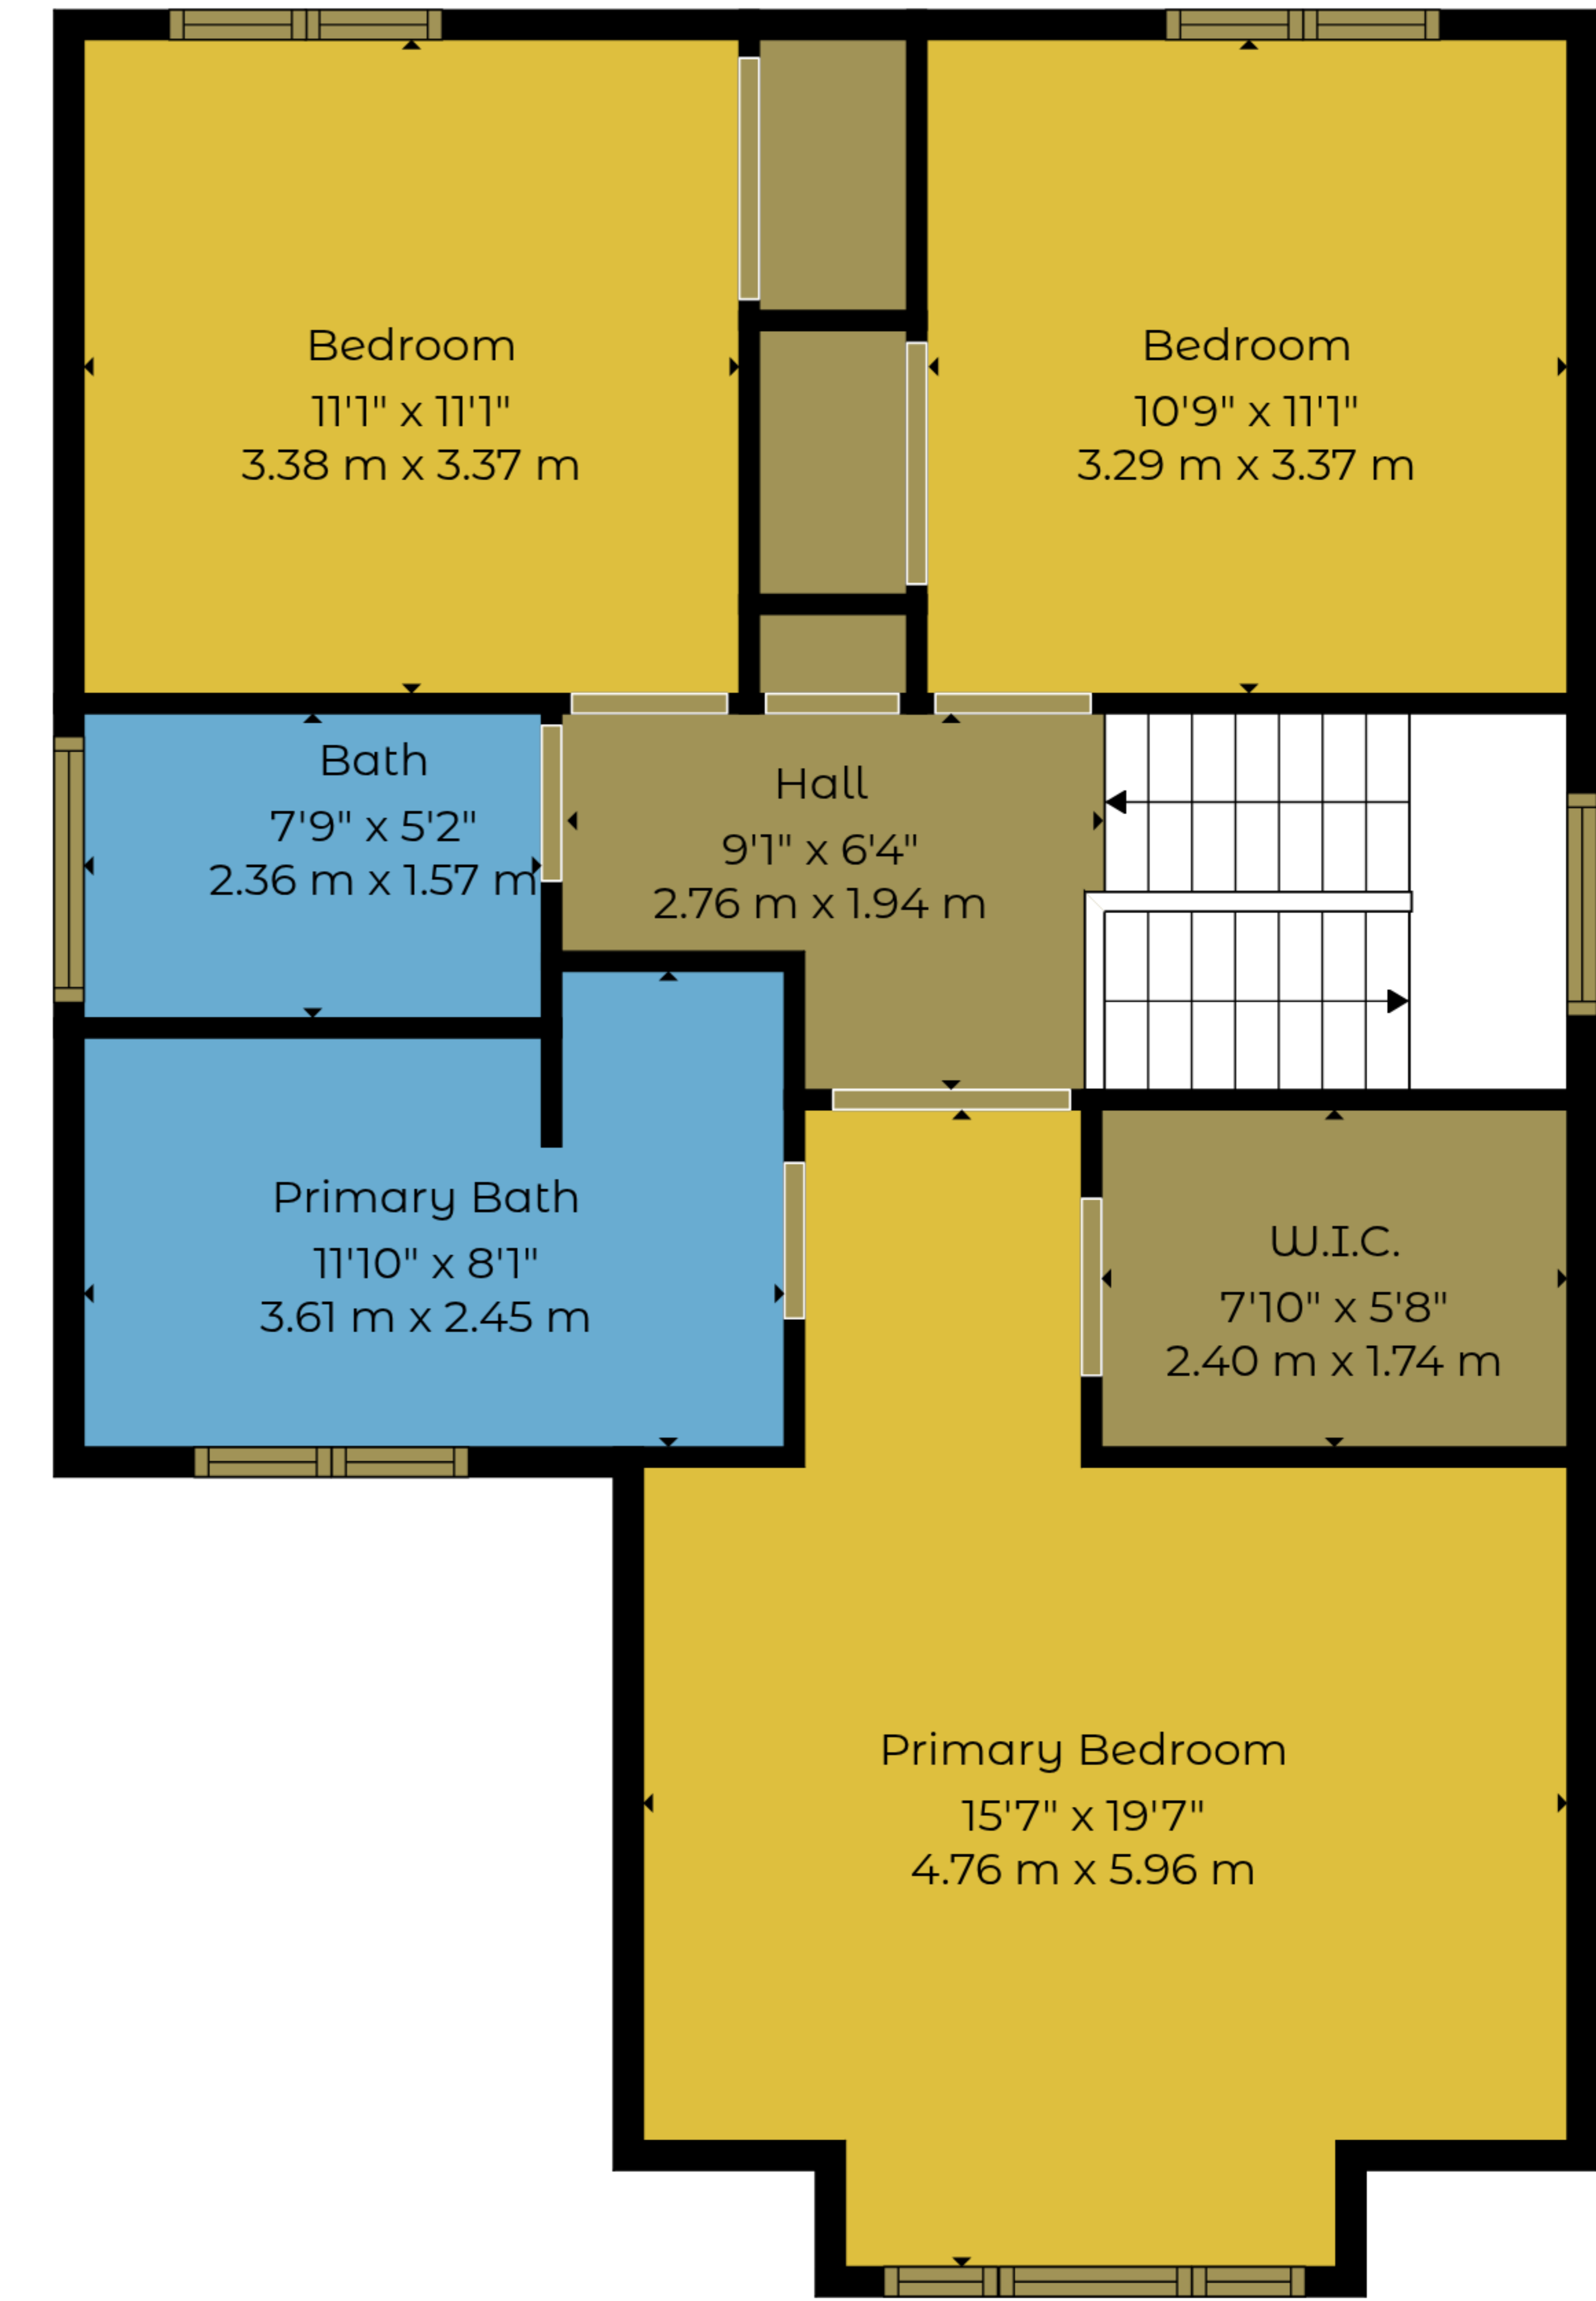 Bedroom
11'1" x 11'1"
3.38 m x 3.37 m
Bedroom
10'9" x 11'1"
3.29 m x 3.37 m
Bath
7'9" x 5'2"
2.36 m x 1.57 m
Hall
9'1" x 6'4"
2.76 m x 1.94 m
Primary Bath
11'10" x 8'1"
3.61 m x 2.45 m
W.I.C.
7'10" x 5'8"
2.40 m x 1.74 m
Primary Bedroom
15'7" x 19'7"
4.76 m x 5.96 m